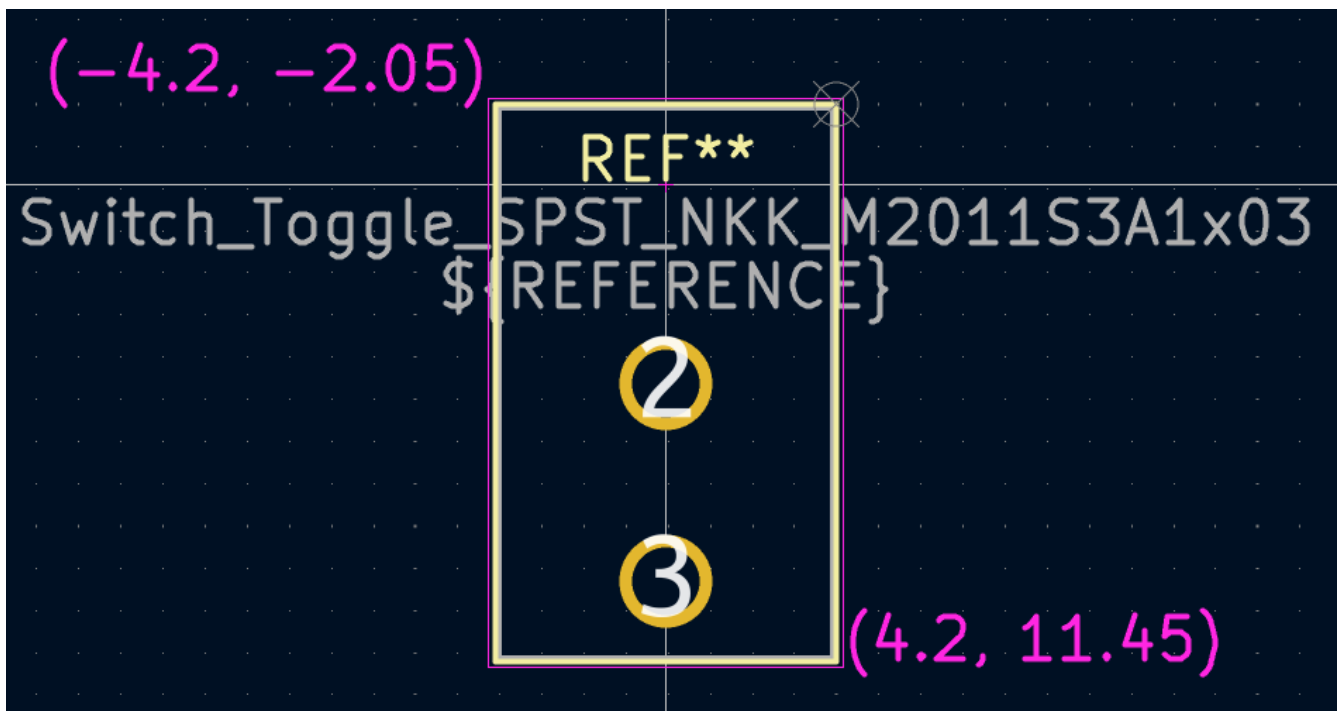 (-4.2, -2.05)
REF**
Switch_Toggle_SPST_NKK_M2011S3A1x03
${REFERENCE}
2
3
(4.2, 11.45)